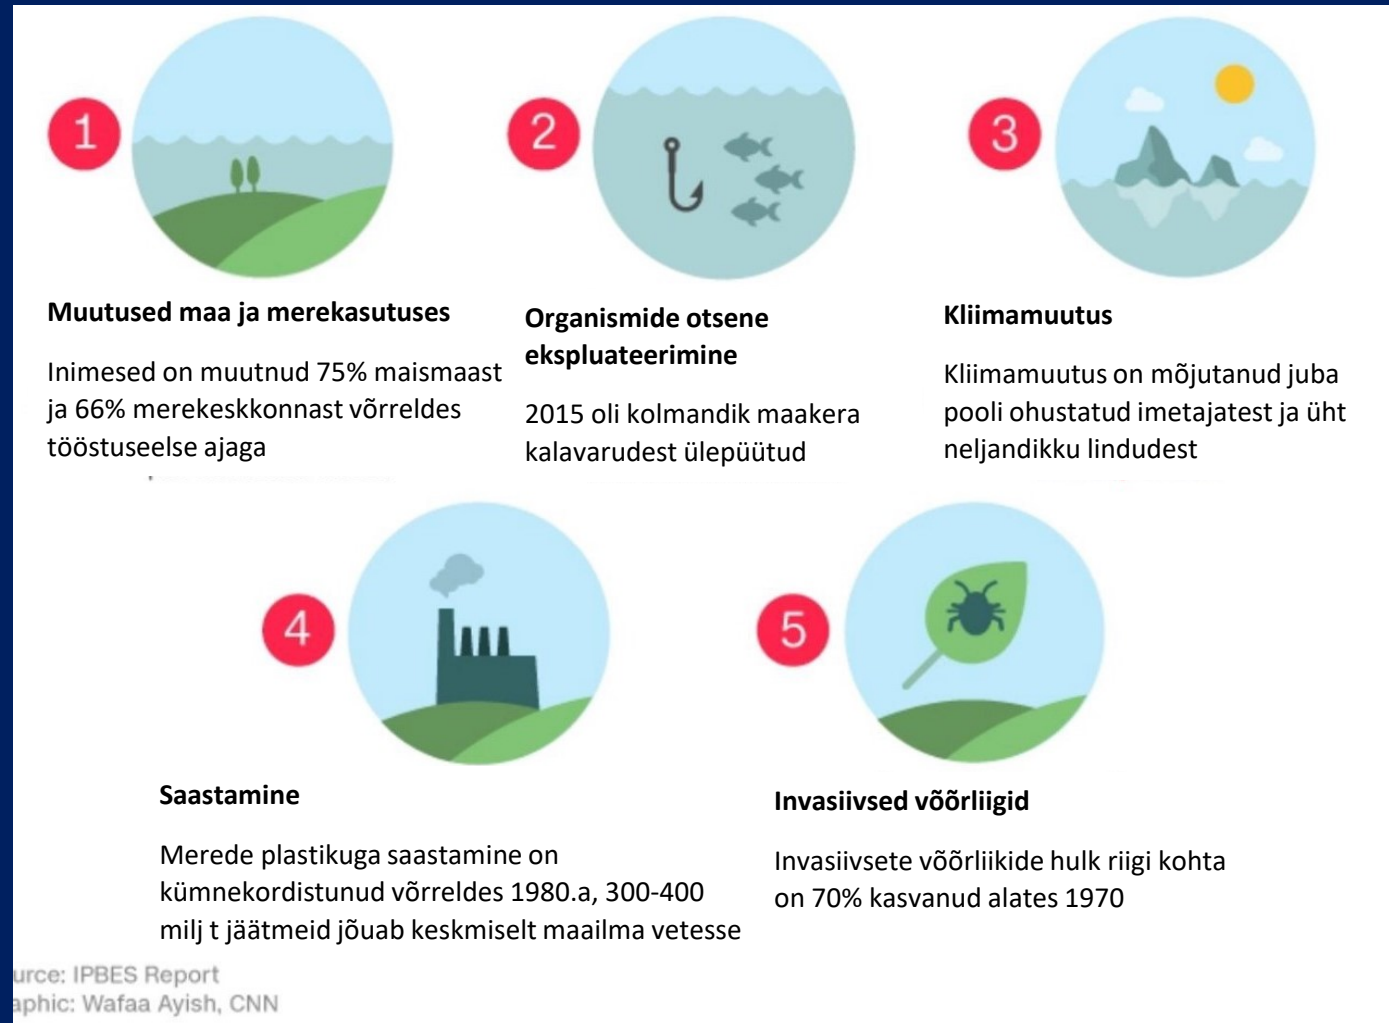 1
Muutused maa ja merekasutuses
Inimesed on muutnud 75% maismaast
ja 66% merekeskkonnast võrreldes
tööstuseelse ajaga
2
Organismide otsene
ekspluateerimine
2015 oli kolmandik maakera
kalavarudest ülepüütud
3
Kliimamuutus
Kliimamuutus on mõjutanud juba
pooli ohustatud imetajatest ja üht
neljandikku lindudest
4
Saastamine
Merede plastikuga saastamine on
kümnekordistunud võrreldes 1980.a, 300-400
milj t jäätmeid jõuab keskmiselt maailma vetesse
5
Invasiivsed võõrliigid
Invasiivsete võõrliikide hulk riigi kohta
on 70% kasvanud alates 1970
urce: IPBES Report
aphic: Wafaa Ayish, CNN